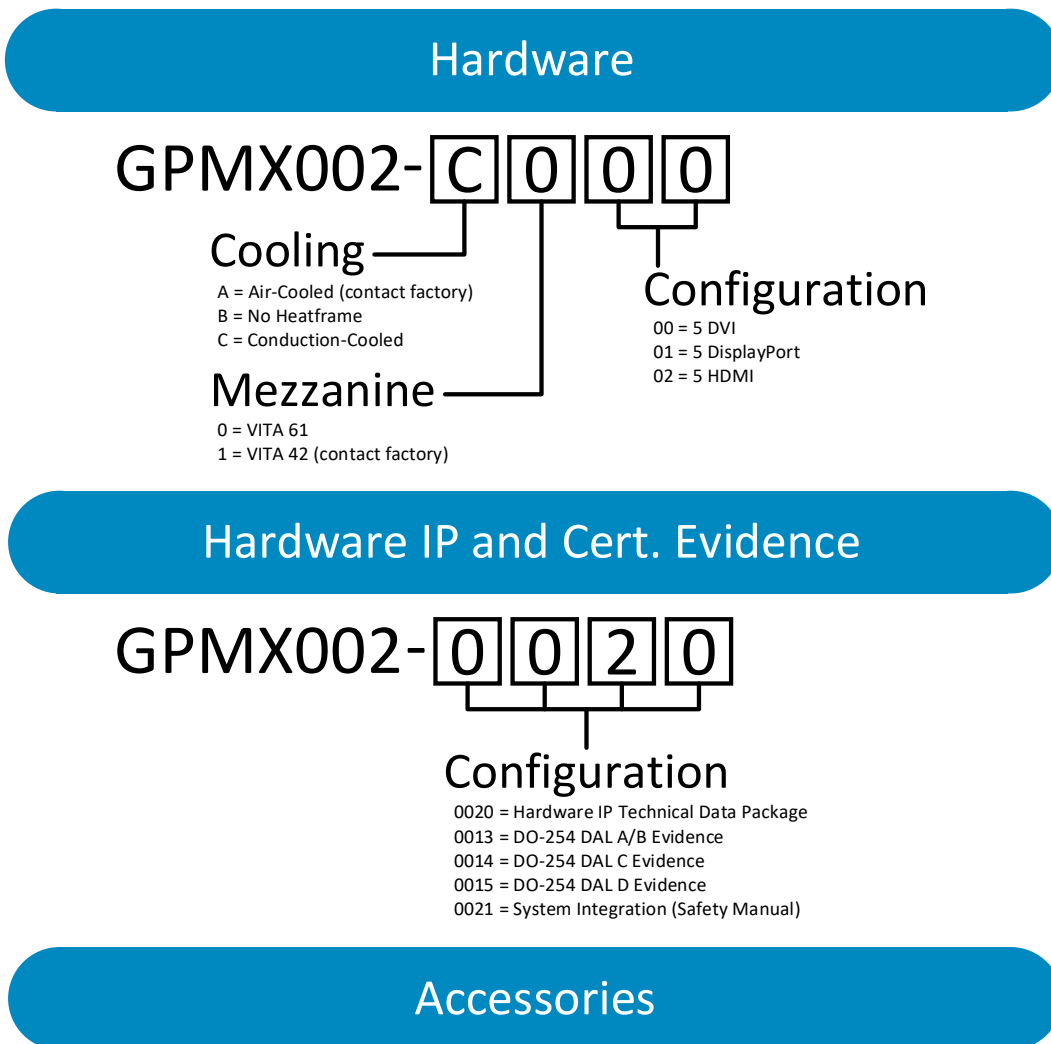 Hardware
GPMX002-C000
Cooling
A = Air-Cooled (contact factory)
B = No Heatframe
C = Conduction-Cooled
Configuration
00 = 5 DVI
01 = 5 DisplayPort
02 = 5 HDMI
Mezzanine
0 = VITA 61
1 = VITA 42 (contact factory)
Hardware IP and Cert. Evidence
GPMX002-0020
Configuration
0020 = Hardware IP Technical Data Package
0013 = DO-254 DAL A/B Evidence
0014 = DO-254 DAL C Evidence
0015 = DO-254 DAL D Evidence
0021 = System Integration (Safety Manual)
Accessories